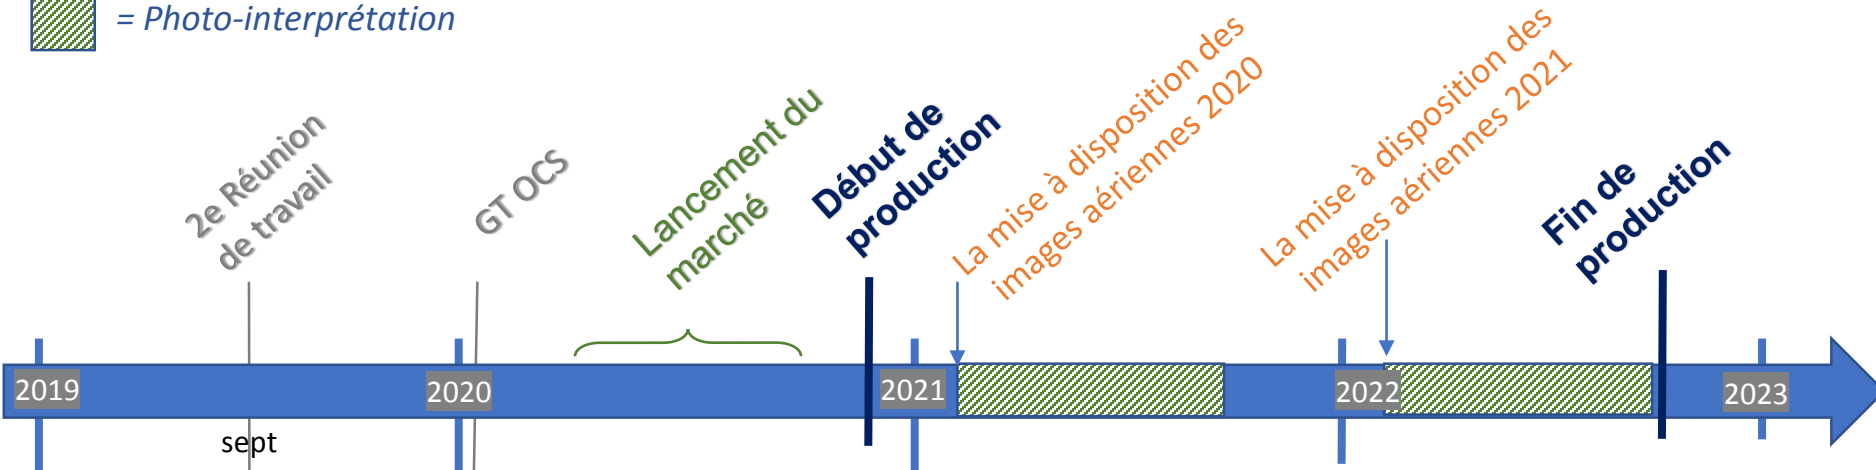 = Photo-interprétation
2e Réunion
de travail
GT OCS
Lancement du
marché
Début de
production
La mise à disposition des
images aériennes 2020
La mise à disposition des
images aériennes 2021
Fin de
production
2019
2020
2021
2022
2023
sept